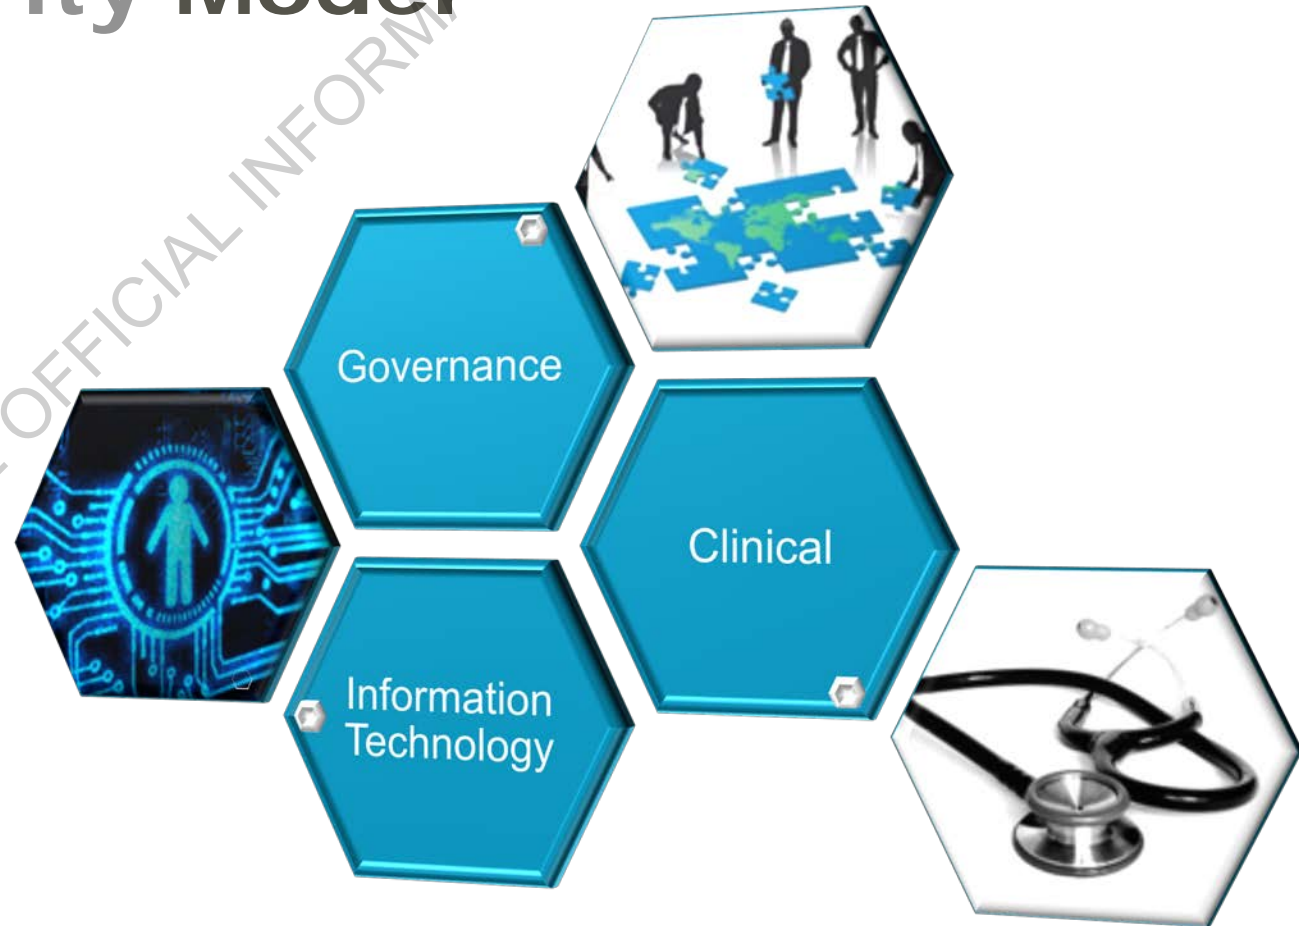 ity Model
OFFICIAL INFORM
Governance
Clinical
Information
Technology